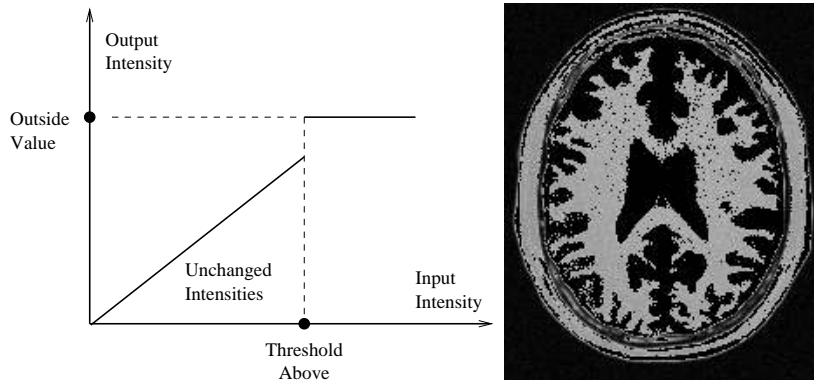 Output
Intensity
Outside
Value
Unchanged
Intensities
Input
Intensity
Threshold
Above